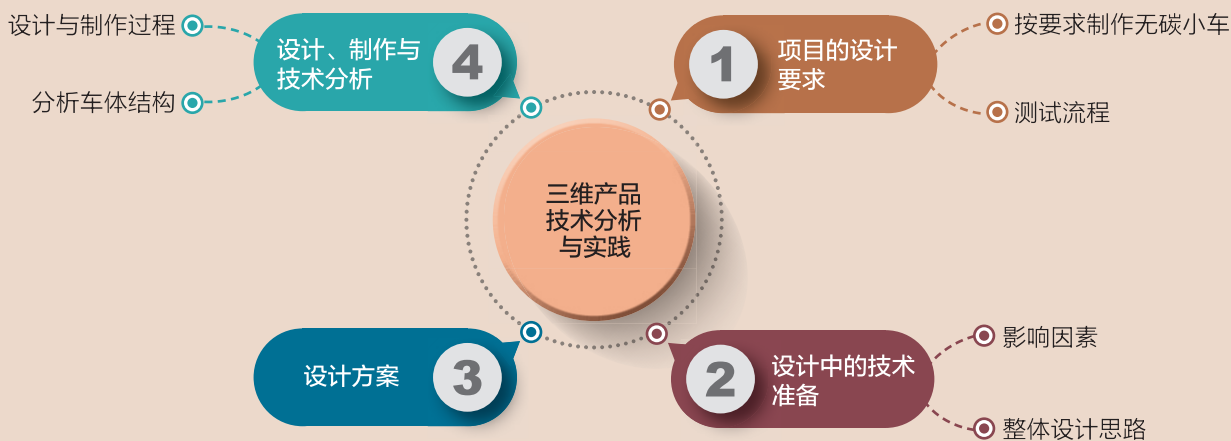 三维产品
技术分析
与实践
1
项目的设计
要求
按要求制作无碳小车
测试流程
2
设计中的技术
准备
影响因素
整体设计思路
3
设计方案
4
设计、制作与
技术分析
设计与制作过程
分析车体结构